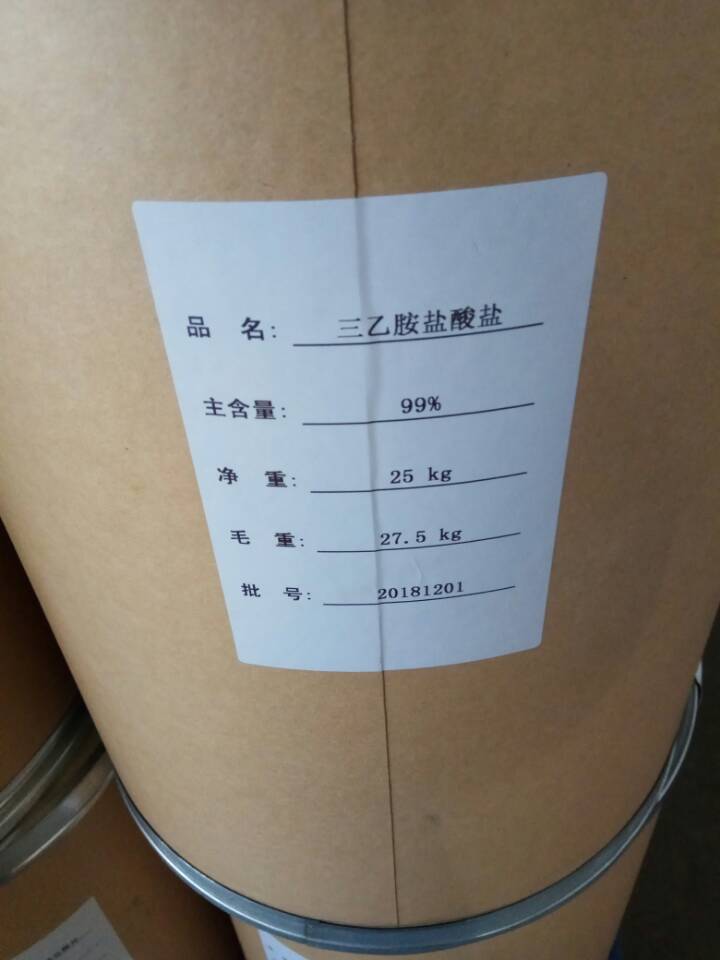 品 名: 三乙胺盐酸盐
主含量: 99%
净 重: 25 kg
毛 重: 27.5 kg
批 号: 20181201